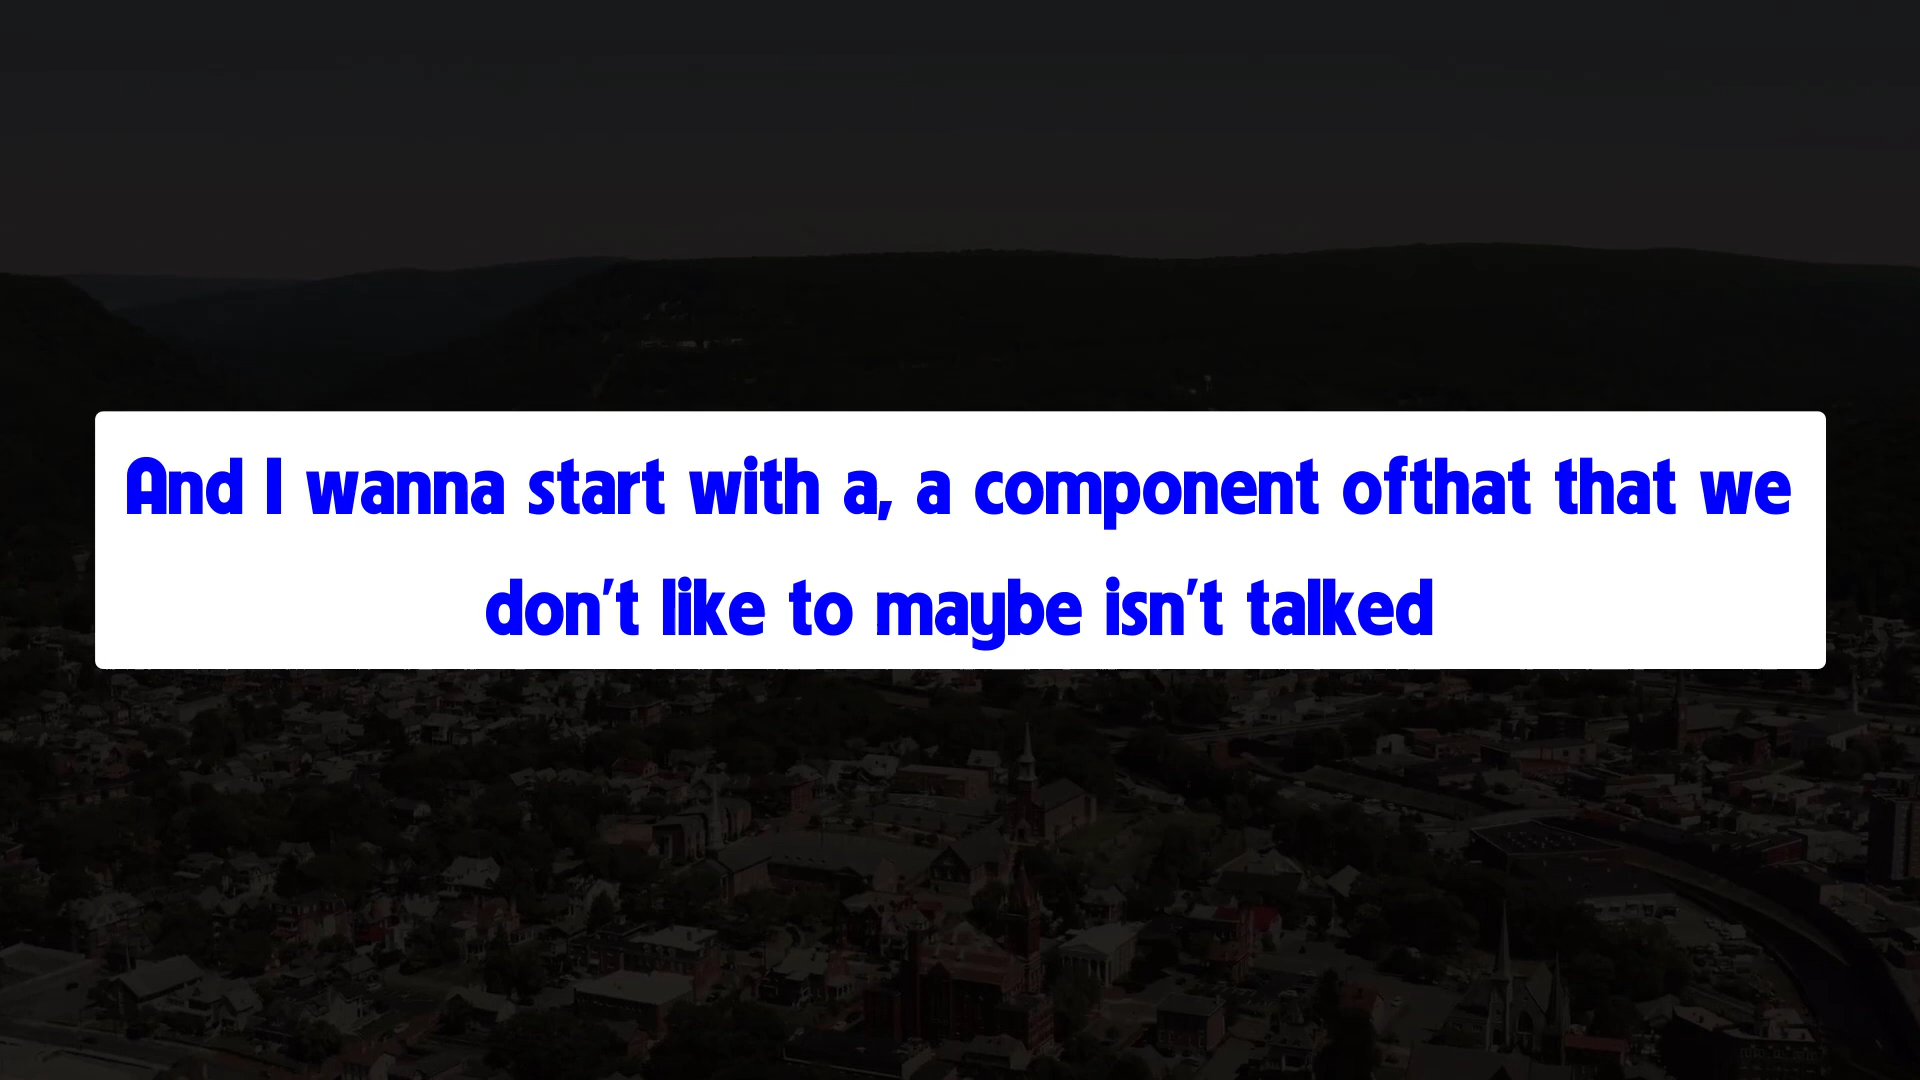 And I wanna start with a, a component ofthat that we
don't like to maybe isn't talked